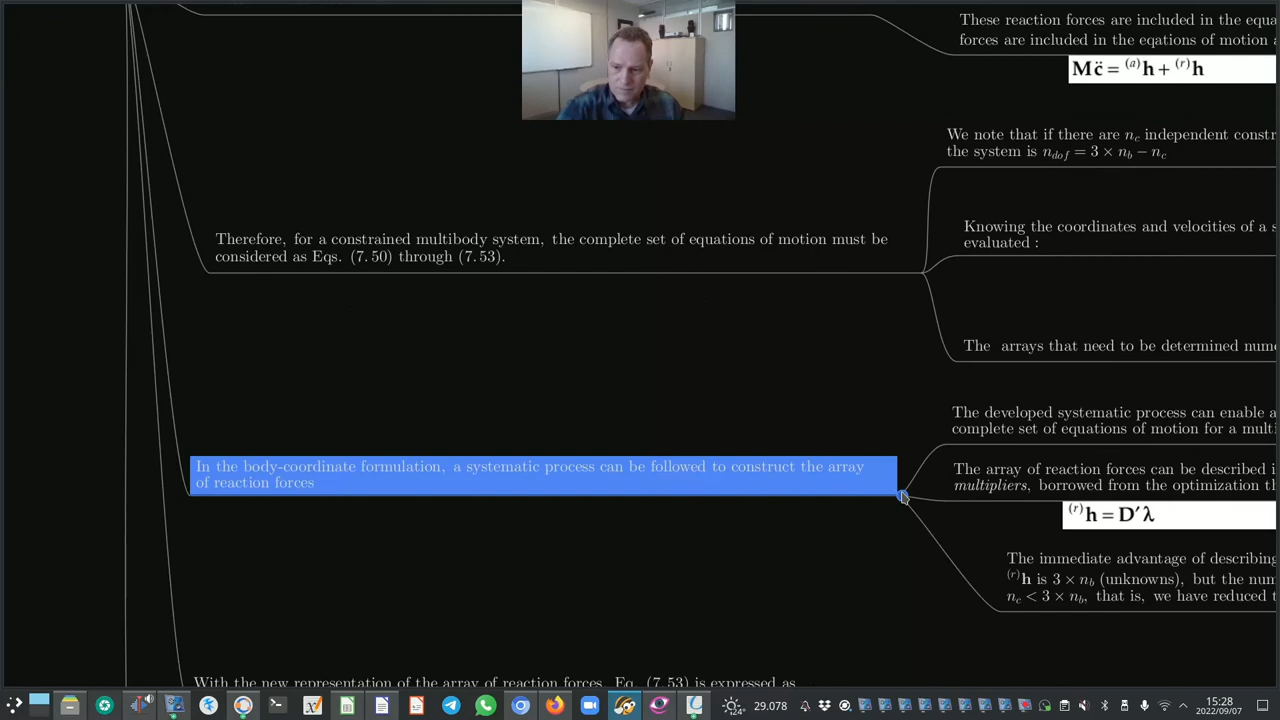 These reaction forces are included in the equa
forces are included in the eqations of motion a
Mc̈ = ⁽ᵃ⁾h + ⁽ʳ⁾h
We note that if there are n_c independent constr
the system is n_dof = 3 × n_b − n_c
Therefore, for a constrained multibody system, the complete set of equations of motion must be
considered as Eqs. (7.50) through (7.53).
Knowing the coordinates and velocities of a s
evaluated :
The arrays that need to be determined nume
The developed systematic process can enable a
complete set of equations of motion for a multi
In the body-coordinate formulation, a systematic process can be followed to construct the array
of reaction forces
The array of reaction forces can be described i
multipliers, borrowed from the optimization th
⁽ʳ⁾h = D′λ
The immediate advantage of describing
⁽ʳ⁾h is 3 × n_b (unknowns), but the num
n_c < 3 × n_b, that is, we have reduced t
With the new representation of the array of reaction forces, Eq. (7.53) is expressed as
29.078
15:28
2022/09/07